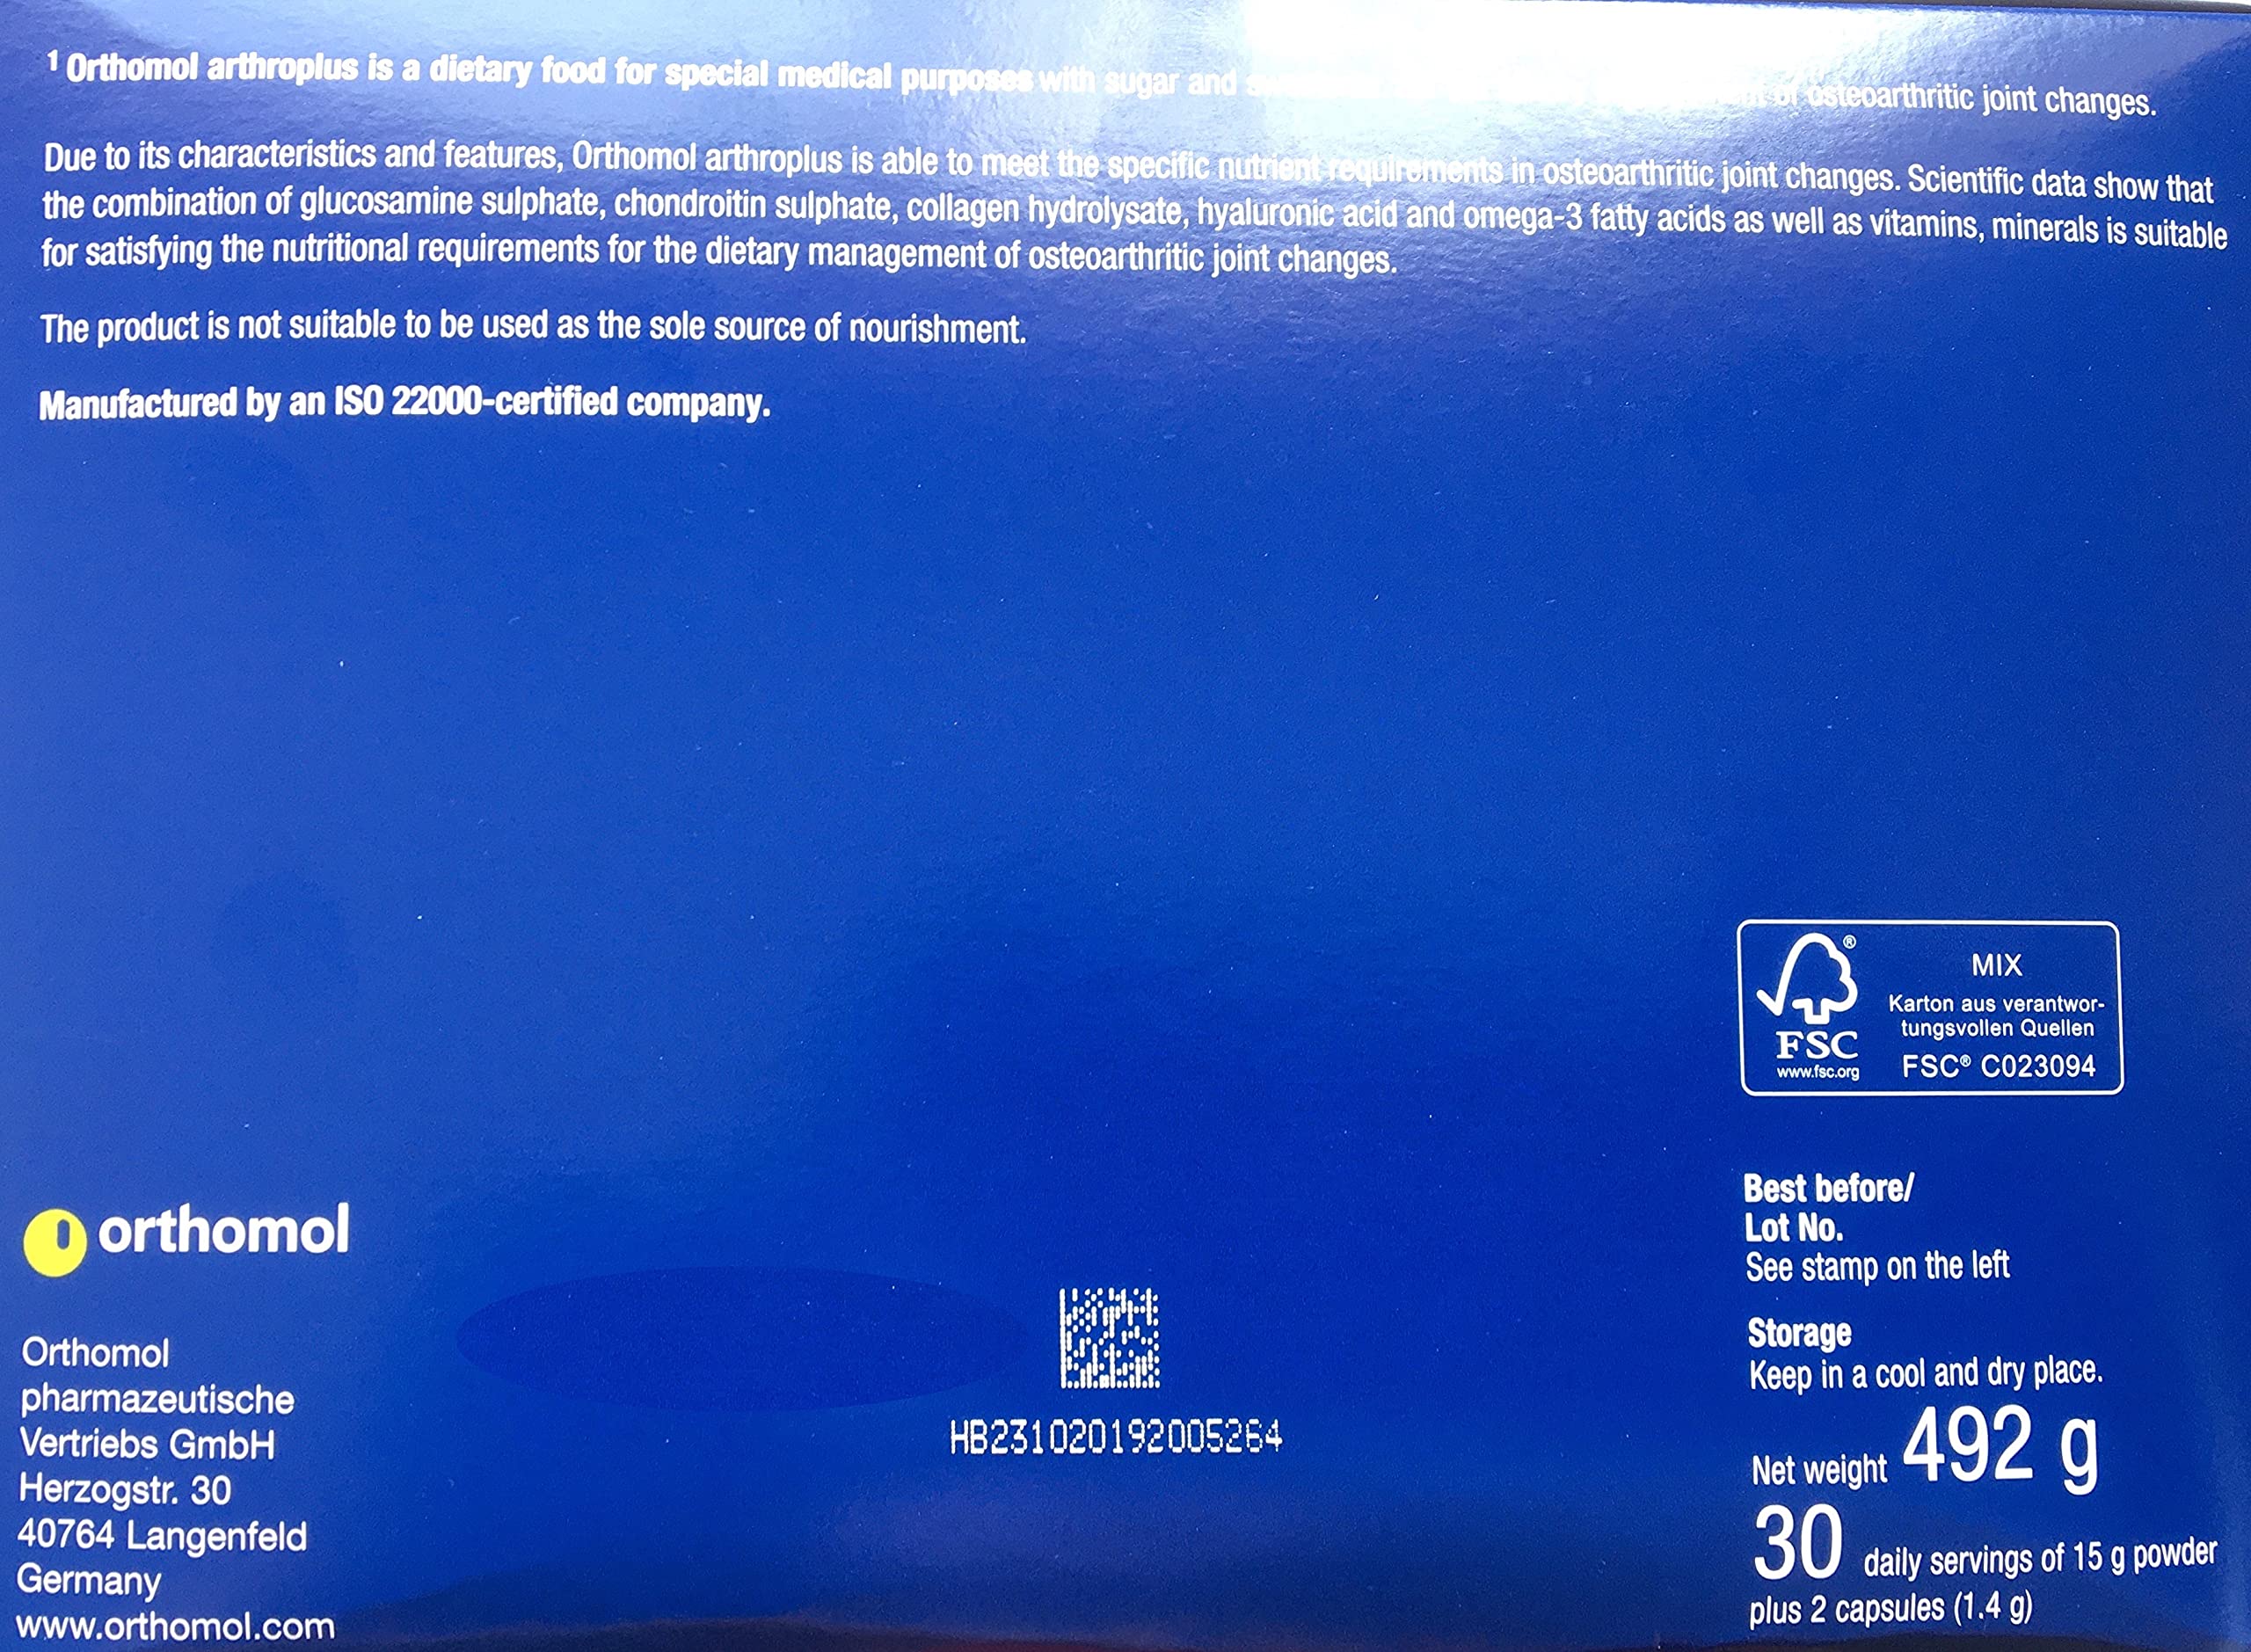 ¹ Orthomol arthroplus is a dietary food for special medical purposes with sugar and of osteoarthritic joint changes.
Due to its characteristics and features, Orthomol arthroplus is able to meet the specific nutrient requirements in osteoarthritic joint changes. Scientific data show that
the combination of glucosamine sulphate, chondroitin sulphate, collagen hydrolysate, hyaluronic acid and omega-3 fatty acids as well as vitamins, minerals is suitable
for satisfying the nutritional requirements for the dietary management of osteoarthritic joint changes.
The product is not suitable to be used as the sole source of nourishment.
Manufactured by an ISO 22000-certified company.
®
MIX
Karton aus verantwor-
tungsvollen Quellen
FSC® C023094
FSC
www.fsc.org
orthomol
Orthomol
pharmazeutische
Vertriebs GmbH
Herzogstr. 30
40764 Langenfeld
Germany
www.orthomol.com
HB231020192005264
Best before/
Lot No.
See stamp on the left
Storage
Keep in a cool and dry place.
Net weight 492 g
30 daily servings of 15 g powder
plus 2 capsules (1.4 g)